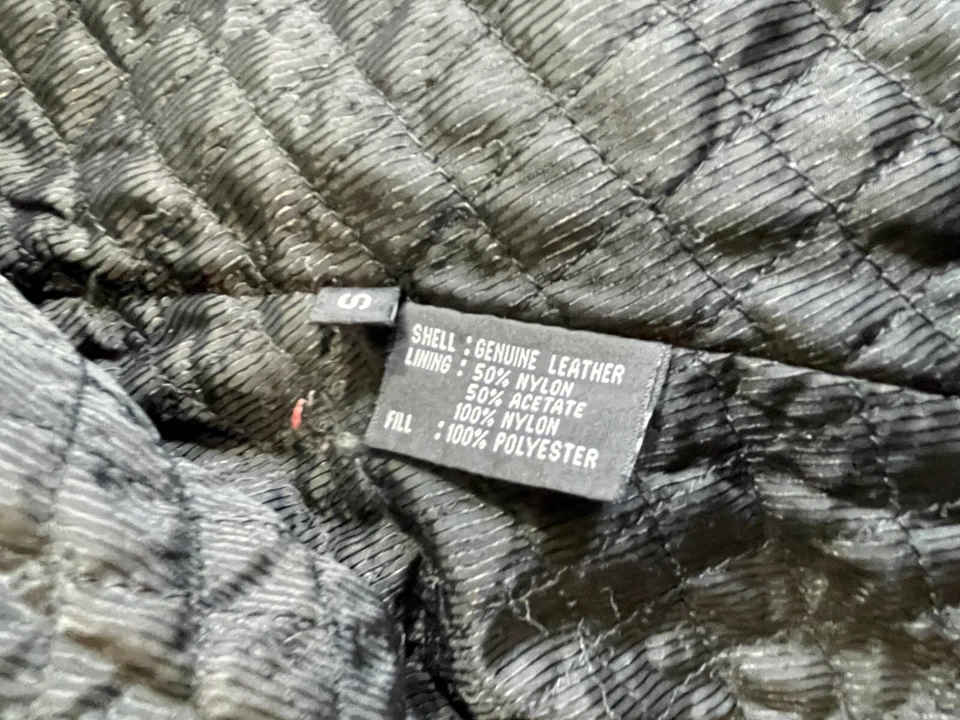 S
SHELL : GENUINE LEATHER
LINING : 50% NYLON
50% ACETATE
100% NYLON
FILL : 100% POLYESTER